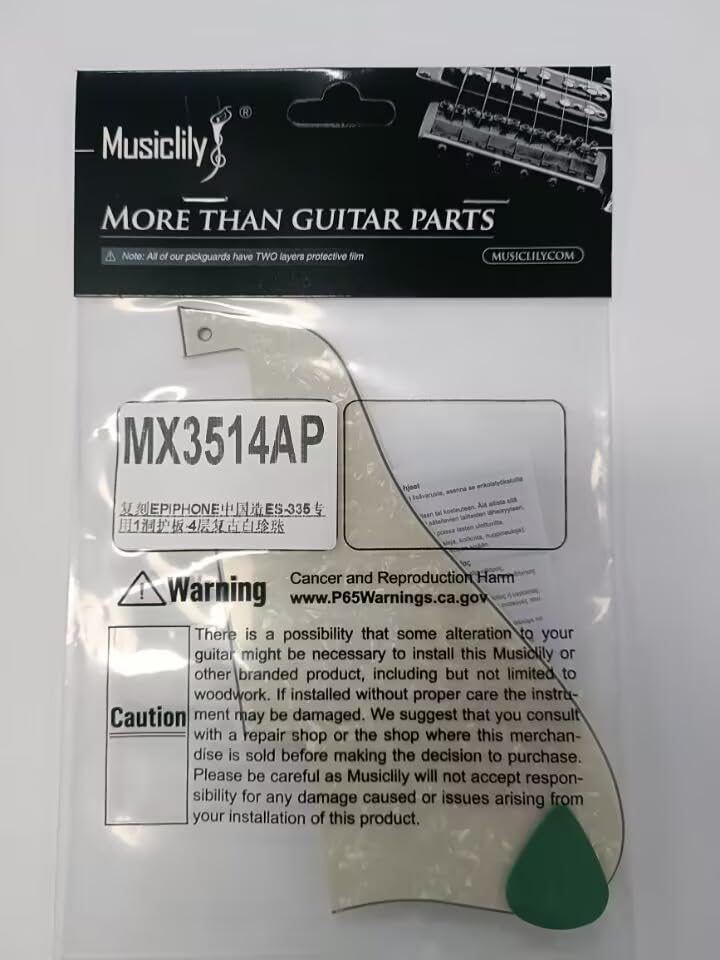 Musiclily ®
MORE THAN GUITAR PARTS
Note: All of our pickguards have TWO layers protective film
MUSICLILY.COM
MX3514AP
复刻EPIPHONE中国造ES-335专
用1洞护板-4层复古白珍珠
Warning
Cancer and Reproduction Harm
www.P65Warnings.ca.gov
Caution
There is a possibility that some alteration to your
guitar might be necessary to install this Musiclily or
other branded product, including but not limited to
woodwork. If installed without proper care the instru-
ment may be damaged. We suggest that you consult
with a repair shop or the shop where this merchan-
dise is sold before making the decision to purchase.
Please be careful as Musiclily will not accept respon-
sibility for any damage caused or issues arising from
your installation of this product.